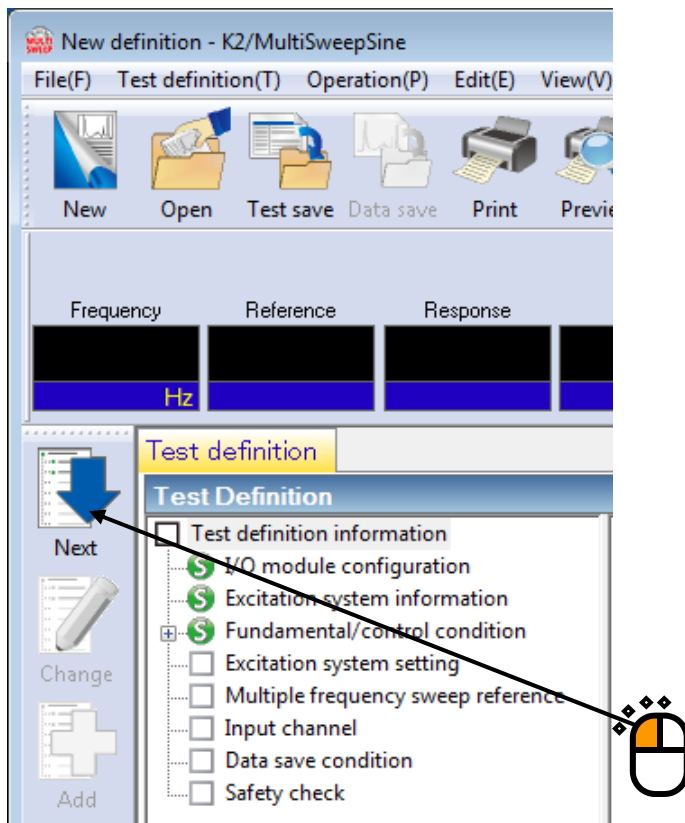 New definition - K2/MultiSweepSine
File(F) Test definition(T) Operation(P) Edit(E) View(V)
New Open Test save Data save Print Previe
Frequency Reference Response
Hz
Test definition
Test Definition
Next
Test definition information
I/O module configuration
S Excitation system information
S Fundamental/control condition
Change
Excitation system setting
Multiple frequency sweep reference
Input channel
Data save condition
Add
Safety check